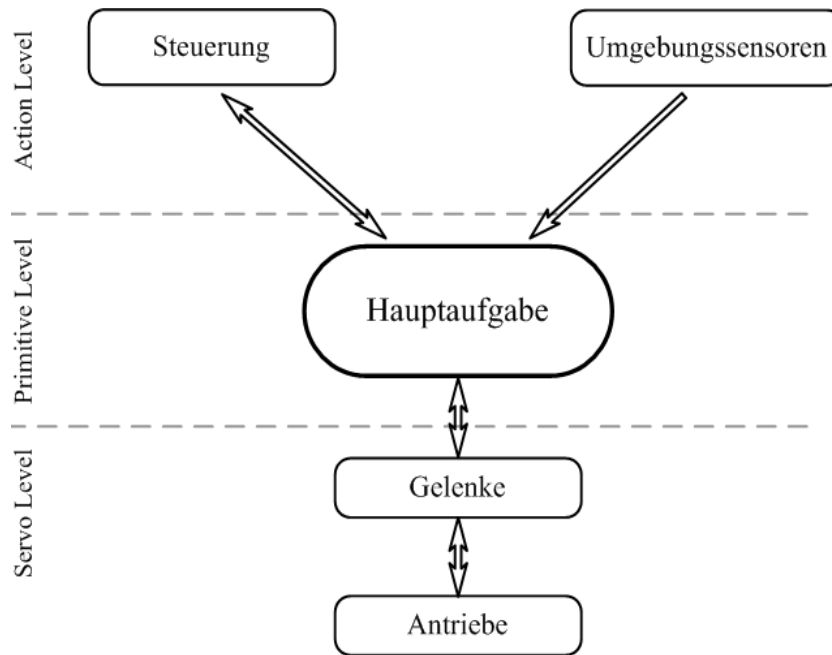 Action Level
Steuerung
Umgebungssensoren
Primitive Level
Hauptaufgabe
Servo Level
Gelenke
Antriebe